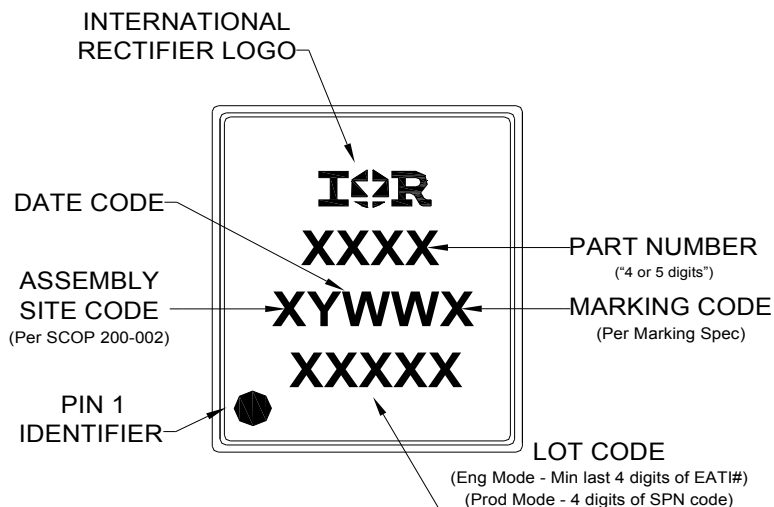 INTERNATIONAL
RECTIFIER LOGO
IOR
DATE CODE
XXXX
PART NUMBER
(“4 or 5 digits”)
ASSEMBLY
SITE CODE
(Per SCOP 200-002)
XYWWX
MARKING CODE
(Per Marking Spec)
XXXXX
PIN 1
IDENTIFIER
LOT CODE
(Eng Mode - Min last 4 digits of EATI#)
(Prod Mode - 4 digits of SPN code)